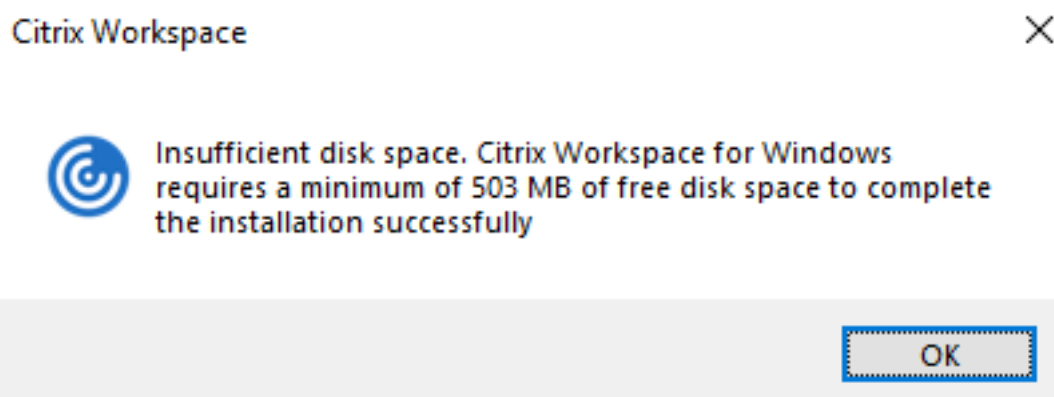 Citrix Workspace
Insufficient disk space. Citrix Workspace for Windows
requires a minimum of 503 MB of free disk space to complete
the installation successfully
OK